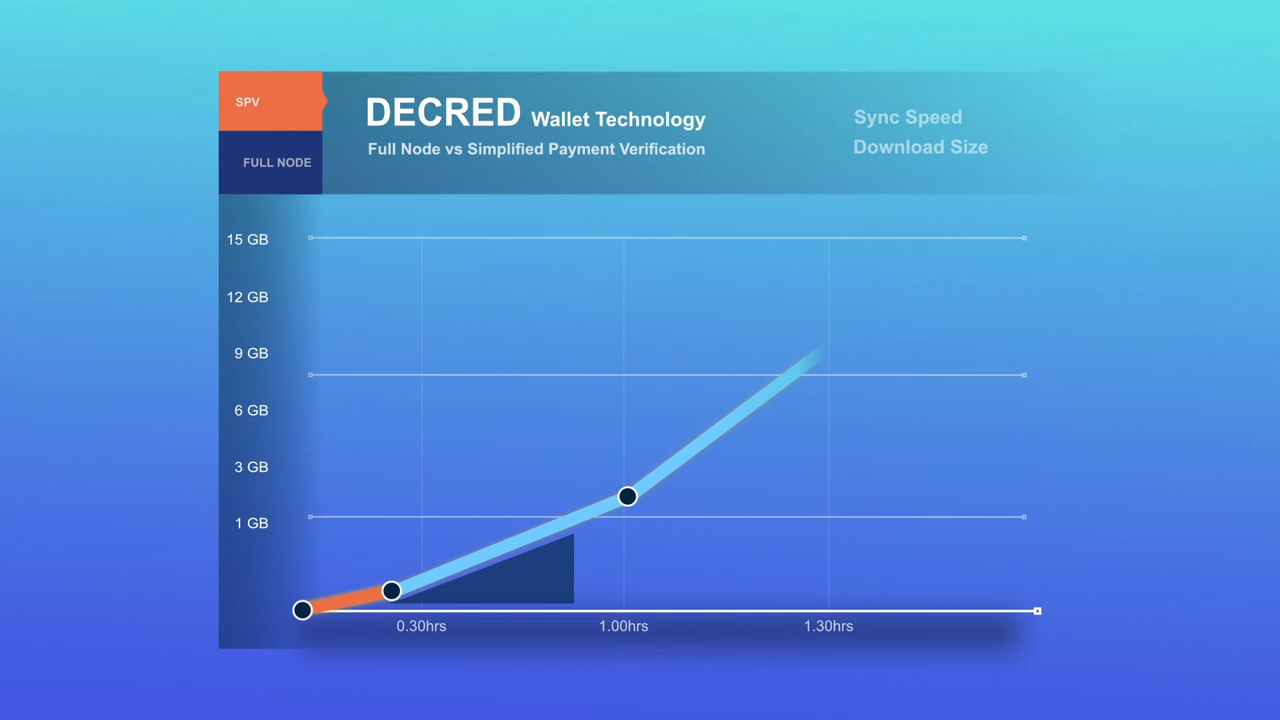 SPV
FULL NODE
DECRED Wallet Technology
Full Node vs Simplified Payment Verification
Sync Speed
Download Size
15 GB
12 GB
9 GB
6 GB
3 GB
1 GB
0.30hrs
1.00hrs
1.30hrs